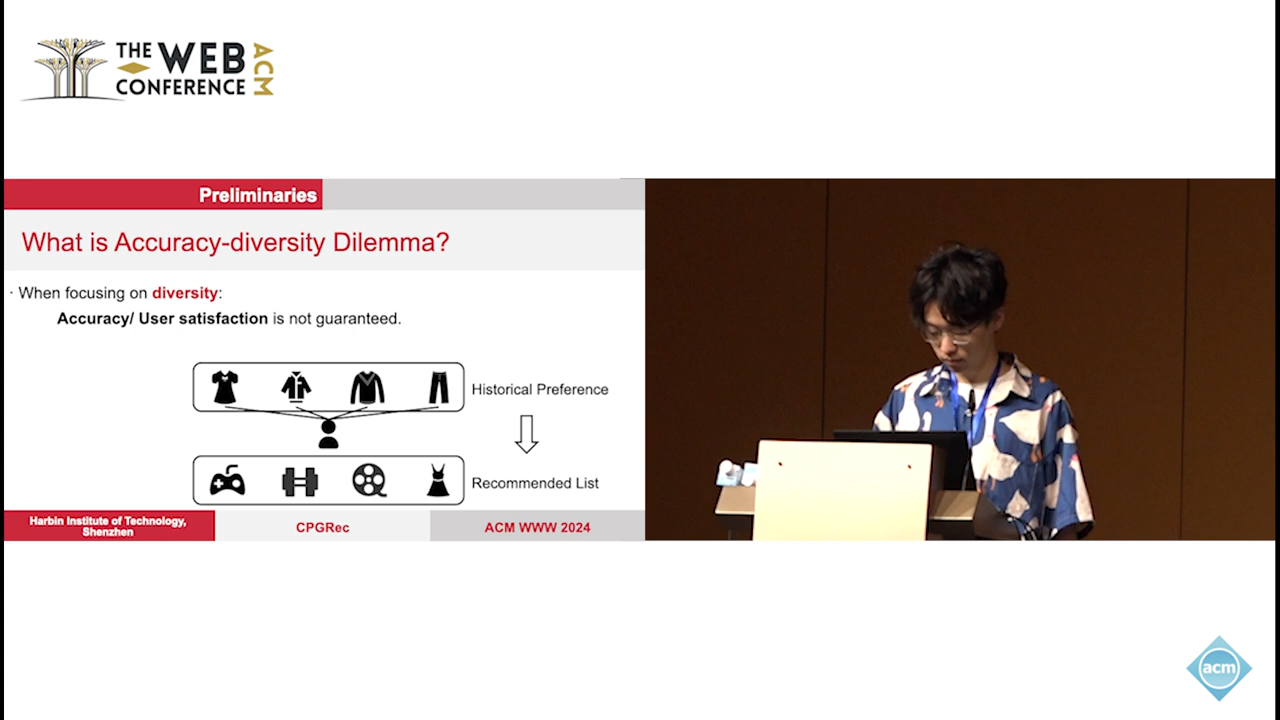 THE WEB
CONFERENCE
ACM
Preliminaries
What is Accuracy-diversity Dilemma?
· When focusing on diversity:
Accuracy/ User satisfaction is not guaranteed.
Historical Preference
Recommended List
Harbin Institute of Technology,
Shenzhen
CPGRec
ACM WWW 2024
acm